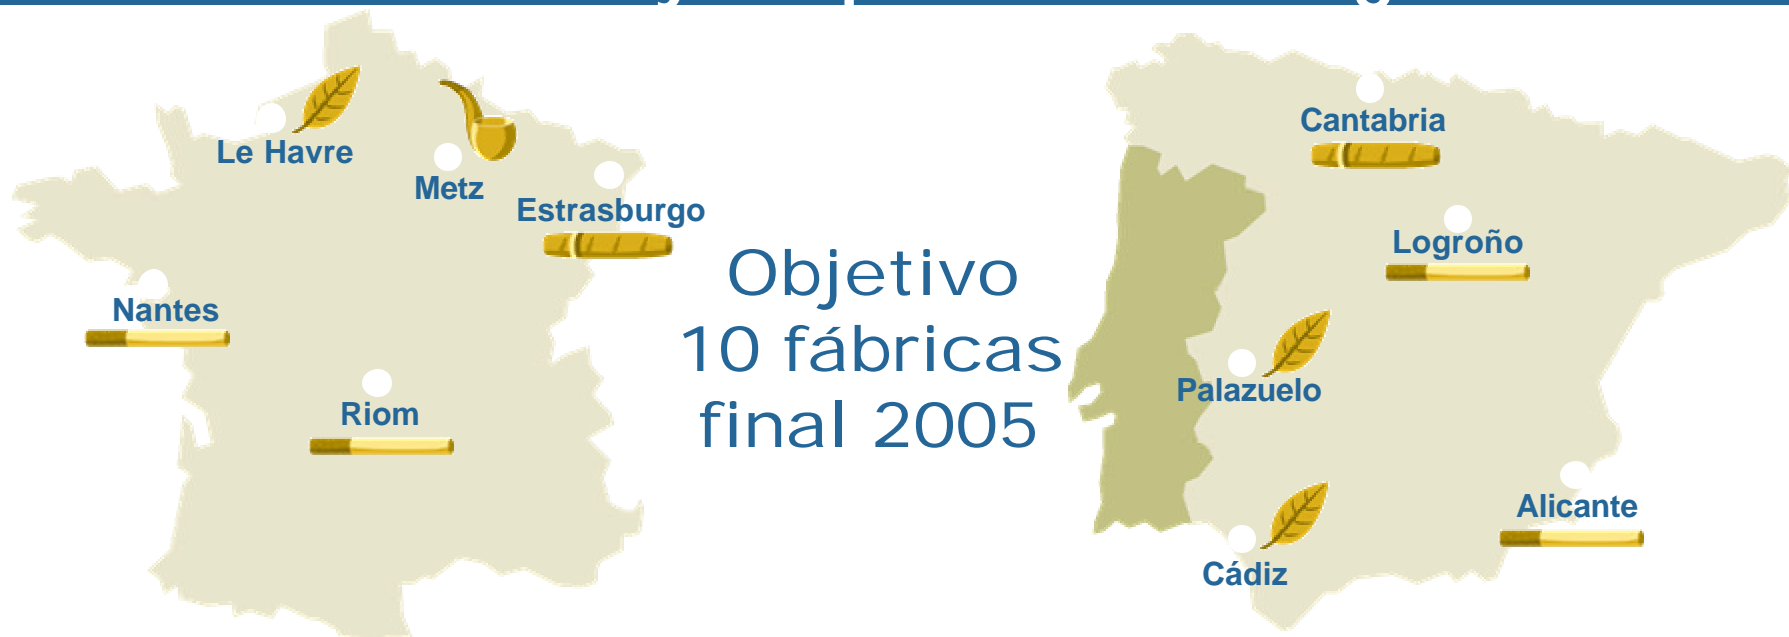 Le Havre
Metz
Estrasburgo
Nantes
Riom
Objetivo
10 fábricas
final 2005
Cantabria
Logroño
Palazuelo
Alicante
Cádiz